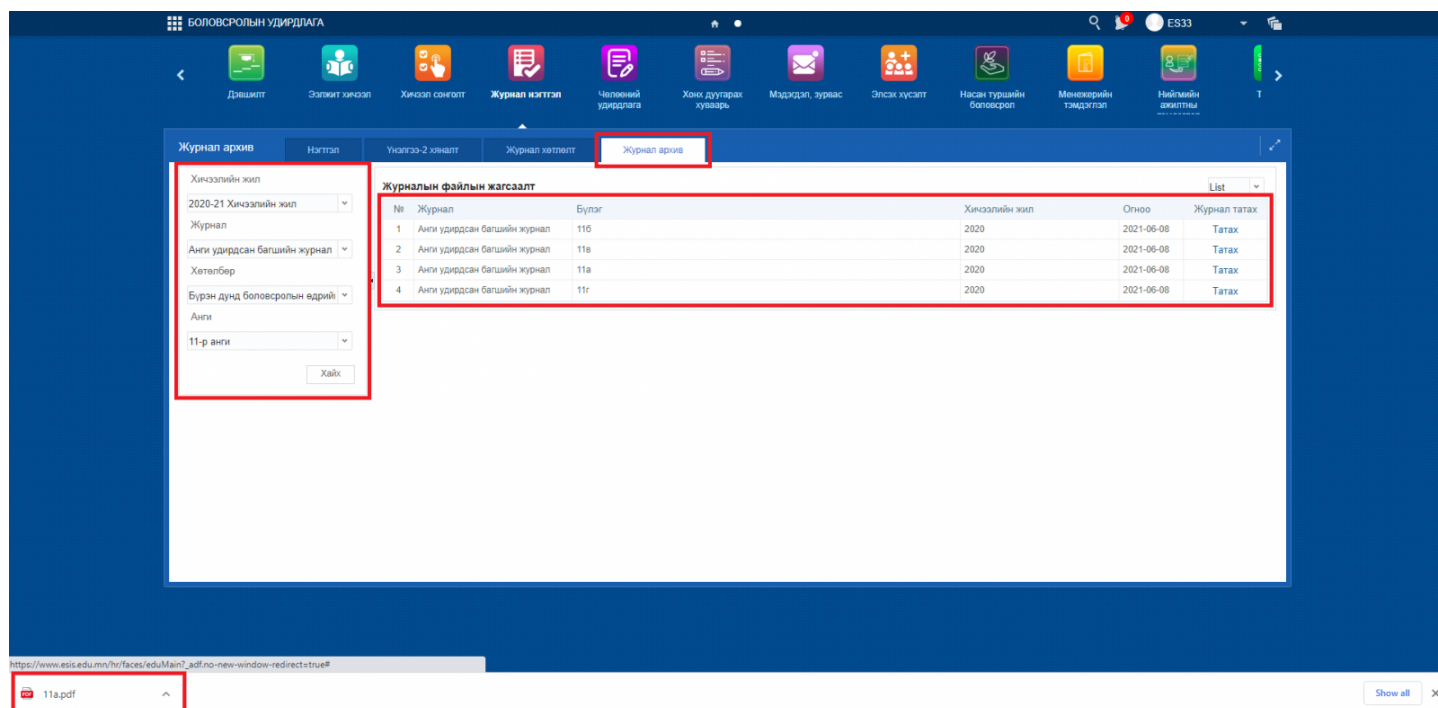 БОЛОВСРОЛЫН УДИРДЛАГА
0
ES33
Дэвшилт
Ээлжит хичээл
Хичээл сонголт
Журнал нэгтгэл
Чөлөөний удирдлага
Хонх дуугарах хуваарь
Мэдэгдэл, зурвас
Элсэх хүсэлт
Насан туршийн боловсрол
Менежерийн тэмдэглэл
Нийгмийн ажилтны
Т
Журнал архив
Нэгтгэл
Үнэлгээ-2 хяналт
Журнал хөтлөлт
Журнал архив
Хичээлийн жил
2020-21 Хичээлийн жил
Журнал
Анги удирдсан багшийн журнал
Хөтөлбөр
Бүрэн дунд боловсролын өдрийн
Анги
11-р анги
Хайх
Журналын файлын жагсаалт
List
№ Журнал Бүлэг Хичээлийн жил Огноо Журнал татах
1 Анги удирдсан багшийн журнал 11б 2020 2021-06-08 Татах
2 Анги удирдсан багшийн журнал 11в 2020 2021-06-08 Татах
3 Анги удирдсан багшийн журнал 11а 2020 2021-06-08 Татах
4 Анги удирдсан багшийн журнал 11г 2020 2021-06-08 Татах
https://www.esis.edu.mn/hr/faces/eduMain?_adf.no-new-window-redirect=true#
PDF
11a.pdf
Show all